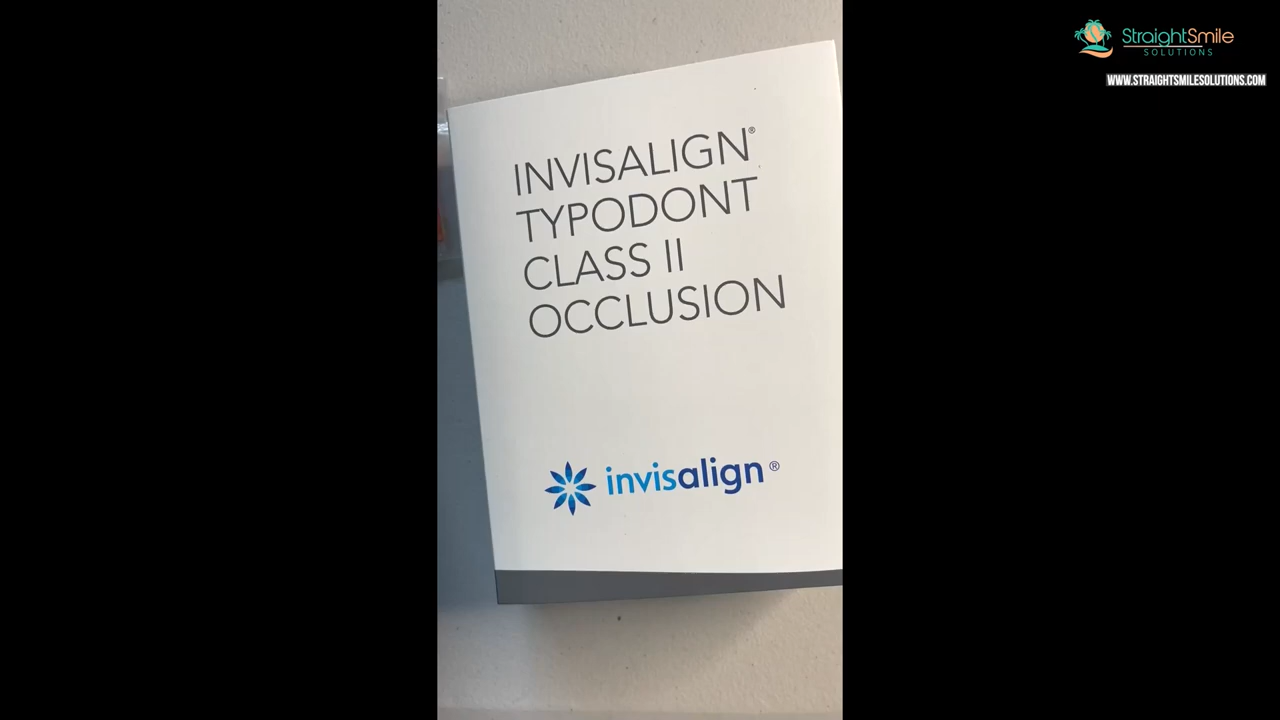 StraightSmile
SOLUTIONS
WWW.STRAIGHTSMILESOLUTIONS.COM
INVISALIGN®
TYPODONT
CLASS II
OCCLUSION
invisalign®